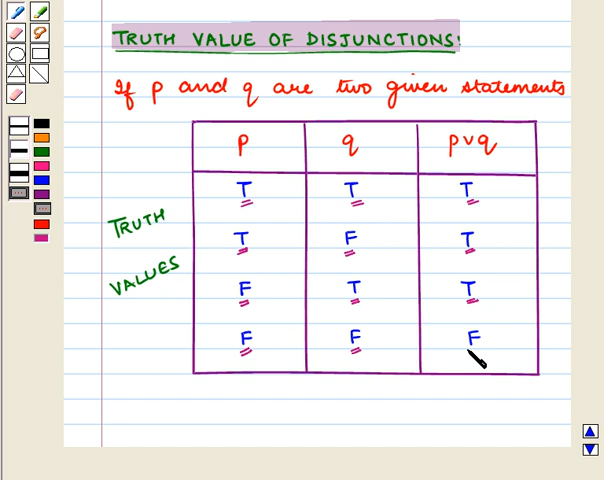 TRUTH VALUE OF DISJUNCTIONS:
If p and q are two given statements
p q p∨q
T T T
TRUTH
T F T
VALUES
F T T
F F F